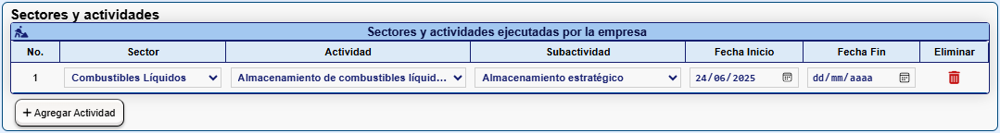 Sectores y actividades
Sectores y actividades ejecutadas por la empresa
No. Sector Actividad Subactividad Fecha Inicio Fecha Fin Eliminar
1 Combustibles Líquidos Almacenamiento de combustibles líquid... Almacenamiento estratégico 24/06/2025 dd/mm/aaaa
+ Agregar Actividad